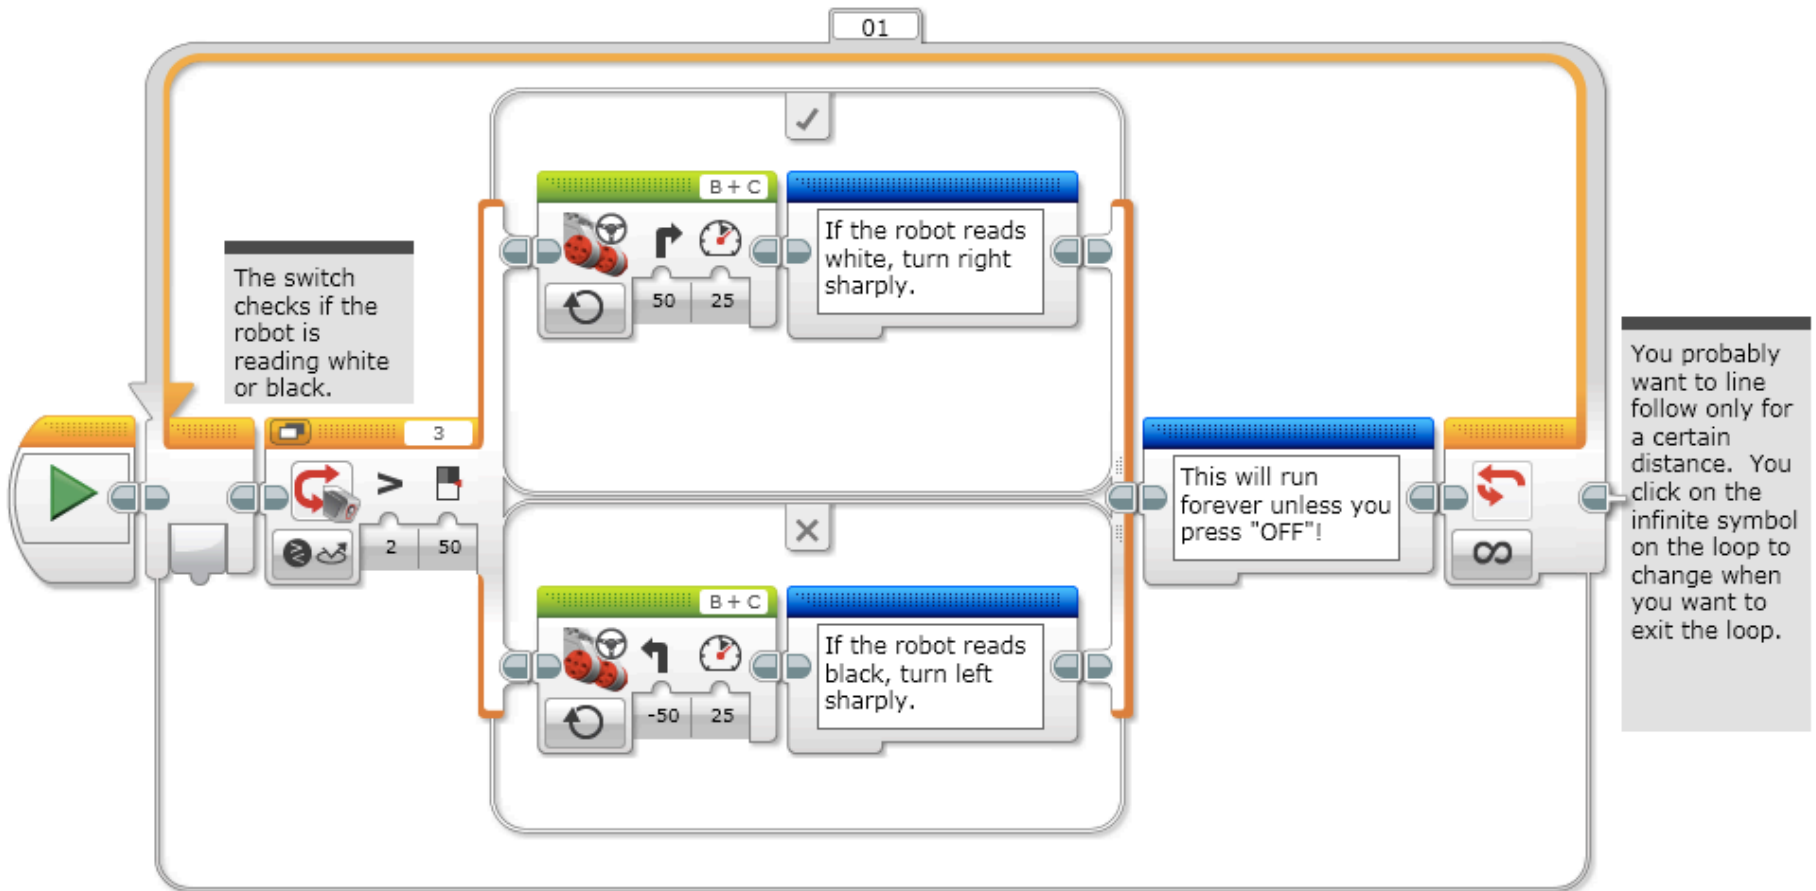 01
B + C
If the robot reads
white, turn right
sharply.
50 25
The switch
checks if the
robot is
reading white
or black.
3
>
2 50
B + C
If the robot reads
black, turn left
sharply.
-50 25
This will run
forever unless you
press "OFF"!
∞
You probably
want to line
follow only for
a certain
distance.  You
click on the
infinite symbol
on the loop to
change when
you want to
exit the loop.